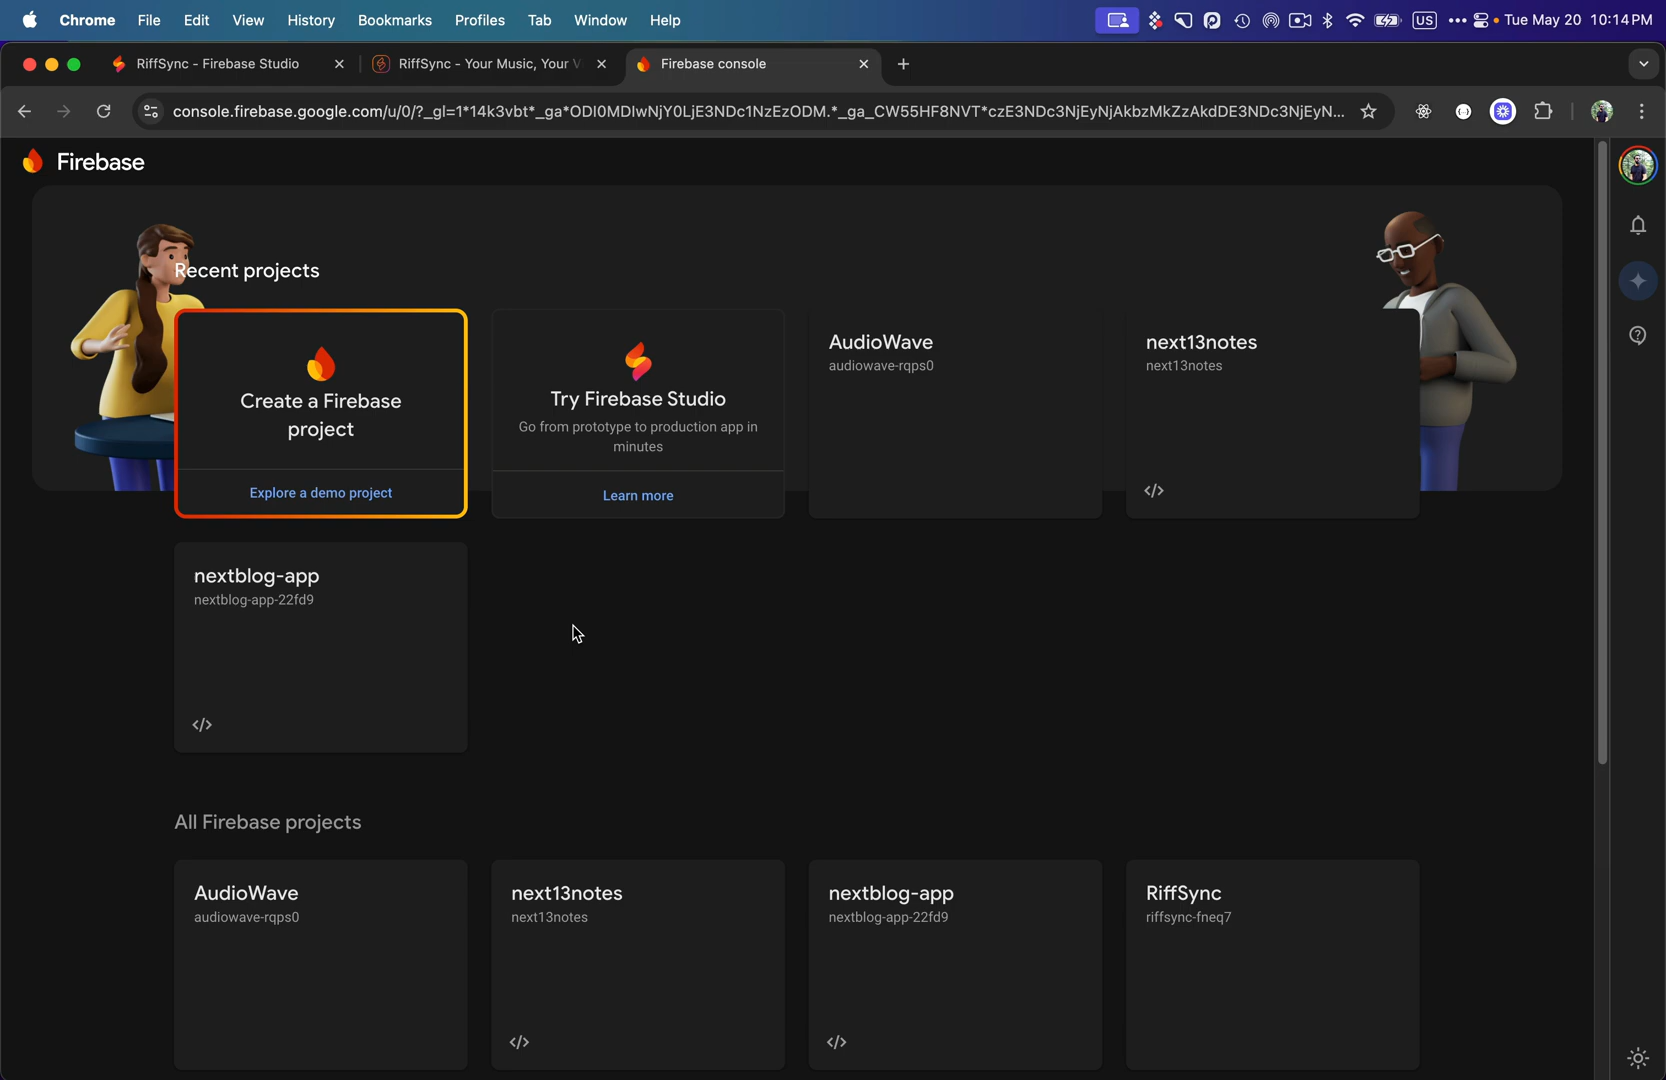 Chrome File Edit View History Bookmarks Profiles Tab Window Help US Tue May 20 10:14 PM
RiffSync - Firebase Studio RiffSync - Your Music, Your V Firebase console
console.firebase.google.com/u/0/?_gl=1*14k3vbt*_ga*ODI0MDIwNjY0LjE3NDc1NzEzODM.*_ga_CW55HF8NVT*czE3NDc3NjEyNjAkbzMkZzAkdDE3NDc3NjEyN...
Firebase
Recent projects
Create a Firebase
project
Explore a demo project
Try Firebase Studio
Go from prototype to production app in
minutes
Learn more
AudioWave
audiowave-rqps0
next13notes
next13notes
nextblog-app
nextblog-app-22fd9
All Firebase projects
AudioWave
audiowave-rqps0
next13notes
next13notes
nextblog-app
nextblog-app-22fd9
RiffSync
riffsync-fneq7